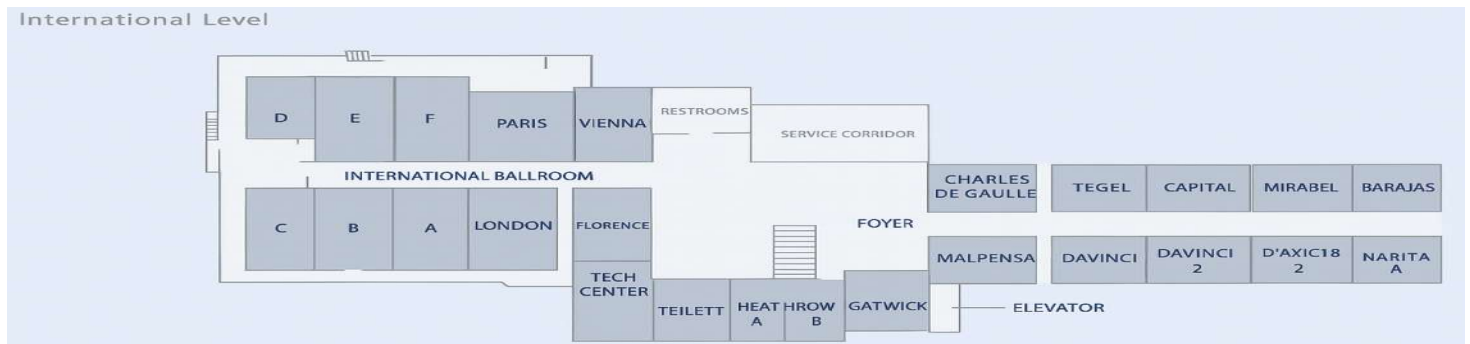 International Level
D
E
F
PARIS
VIENNA
RESTROOMS
SERVICE CORRIDOR
INTERNATIONAL BALLROOM
C
B
A
LONDON
FLORENCE
TECH
CENTER
TEILETT
HEAT HROW
A B
GATWICK
FOYER
CHARLES
DE GAULLE
TEGEL
CAPITAL
MIRABEL
BARAJAS
MALPENSA
DAVINCI
DAVINCI
2
D'AXIC18
2
NARITA
A
ELEVATOR